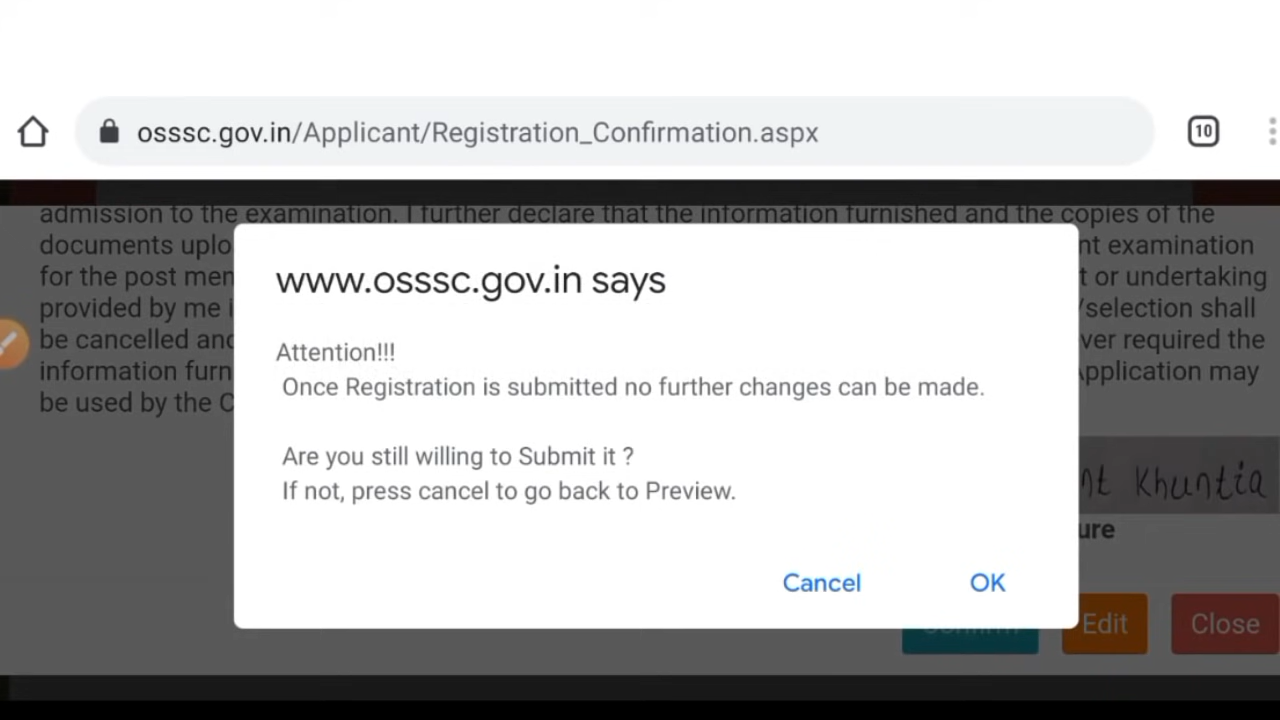 osssc.gov.in/Applicant/Registration_Confirmation.aspx
10
admission to the examination. I further declare that the information furnished and the copies of the
documents nt examination
for the post t or undertaking
provided by me /selection shall
be cancelled ver required the
information Application may
be used by the
www.osssc.gov.in says
Attention!!!
Once Registration is submitted no further changes can be made.
Are you still willing to Submit it ?
If not, press cancel to go back to Preview.
Cancel OK
nt Khuntia
ure
Confirm Edit Close